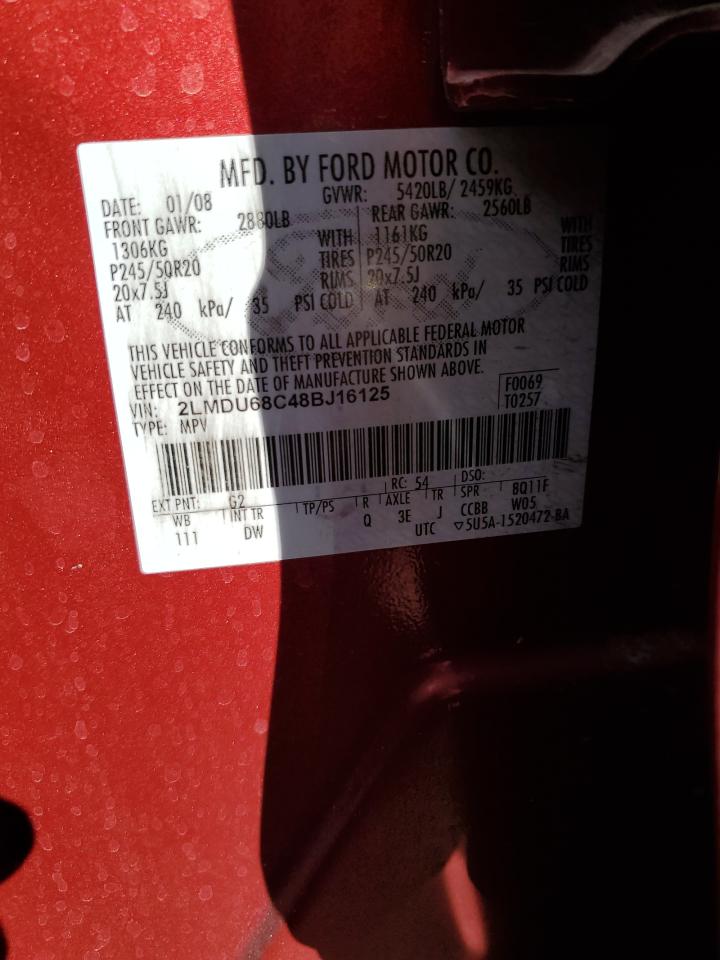 MFD. BY FORD MOTOR CO.
DATE: 01/08 GVWR: 5420LB/ 2459KG
FRONT GAWR: 2880LB REAR GAWR: 2560LB
1306KG WITH 1161KG WITH
P245/50R20 TIRES P245/50R20 TIRES
20x7.5J RIMS 20x7.5J RIMS
AT 240 kPa/ 35 PSI COLD AT 240 kPa/ 35 PSI COLD
THIS VEHICLE CONFORMS TO ALL APPLICABLE FEDERAL MOTOR
VEHICLE SAFETY AND THEFT PREVENTION STANDARDS IN
EFFECT ON THE DATE OF MANUFACTURE SHOWN ABOVE.
VIN: 2LMDU68C48BJ16125 F0069
TYPE: MPV T0257
EXT PNT: G2 RC: 54 DSO:
WB INT TR TP/PS R AXLE TR SPR 8Q11F
111 DW Q 3E J CCBB W05
UTC ▽5U5A-1520472-BA